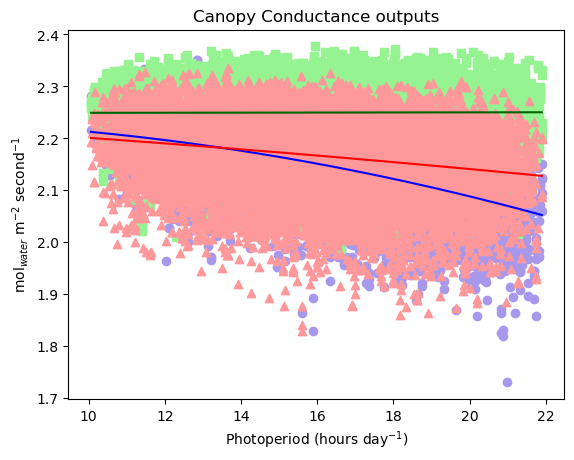 Canopy Conductance outputs
2.4
2.3
2.2
2.1
2.0
1.9
1.8
1.7
mol_water m⁻² second⁻¹
10 12 14 16 18 20 22
Photoperiod (hours day⁻¹)